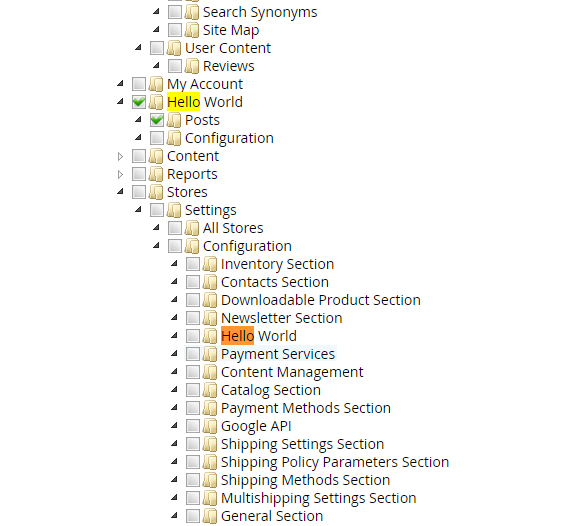 Search Synonyms
Site Map
User Content
Reviews
My Account
Hello World
Posts
Configuration
Content
Reports
Stores
Settings
All Stores
Configuration
Inventory Section
Contacts Section
Downloadable Product Section
Newsletter Section
Hello World
Payment Services
Content Management
Catalog Section
Payment Methods Section
Google API
Shipping Settings Section
Shipping Policy Parameters Section
Shipping Methods Section
Multishipping Settings Section
General Section